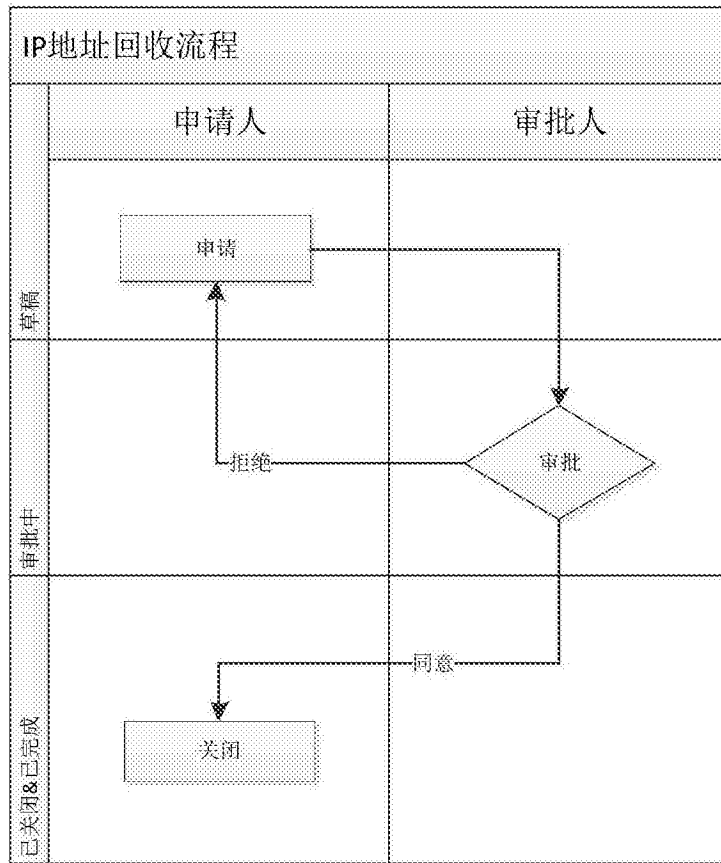 IP地址回收流程
申请人
审批人
草稿
申请
审批中
拒绝
审批
已关闭&已完成
同意
关闭